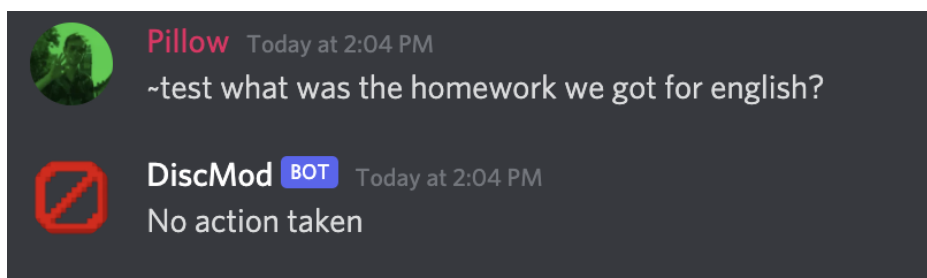 Pillow Today at 2:04 PM
~test what was the homework we got for english?
DiscMod BOT Today at 2:04 PM
No action taken